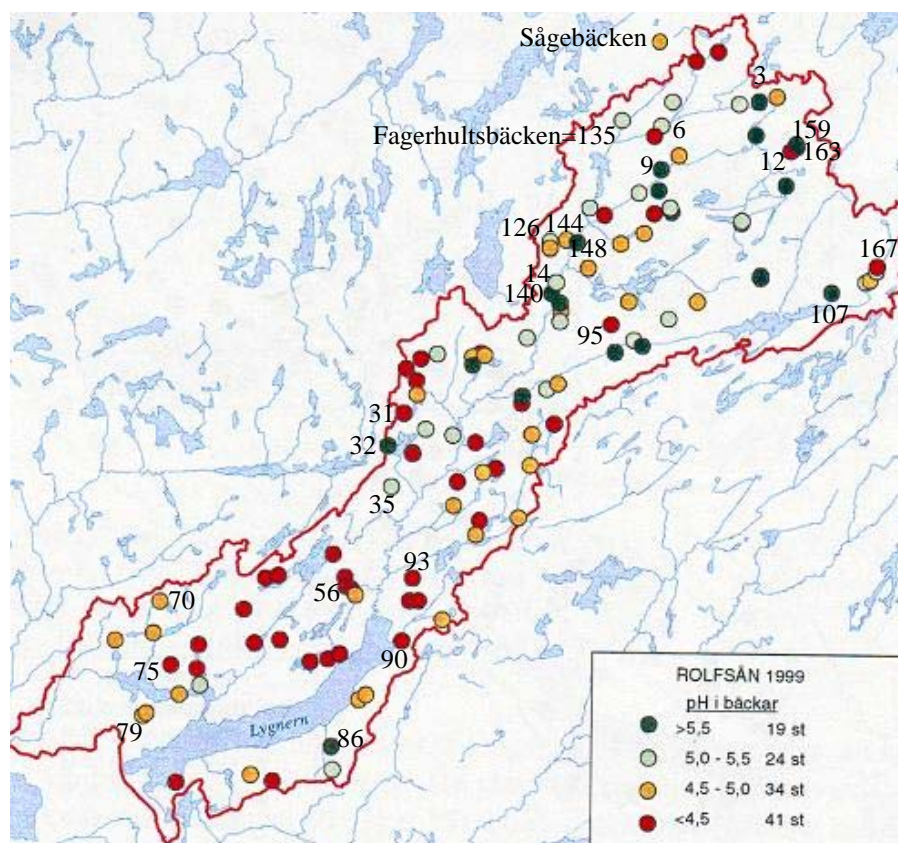 Sågebäcken
3
Fagerhultsbäcken=135
6
159
12
163
9
126
144
148
14
140
167
107
95
31
32
35
93
56
70
90
75
79
Lygnern
86
ROLFSÅN 1999
pH i bäckar
>5,5 19 st
5,0 - 5,5 24 st
4,5 - 5,0 34 st
<4,5 41 st